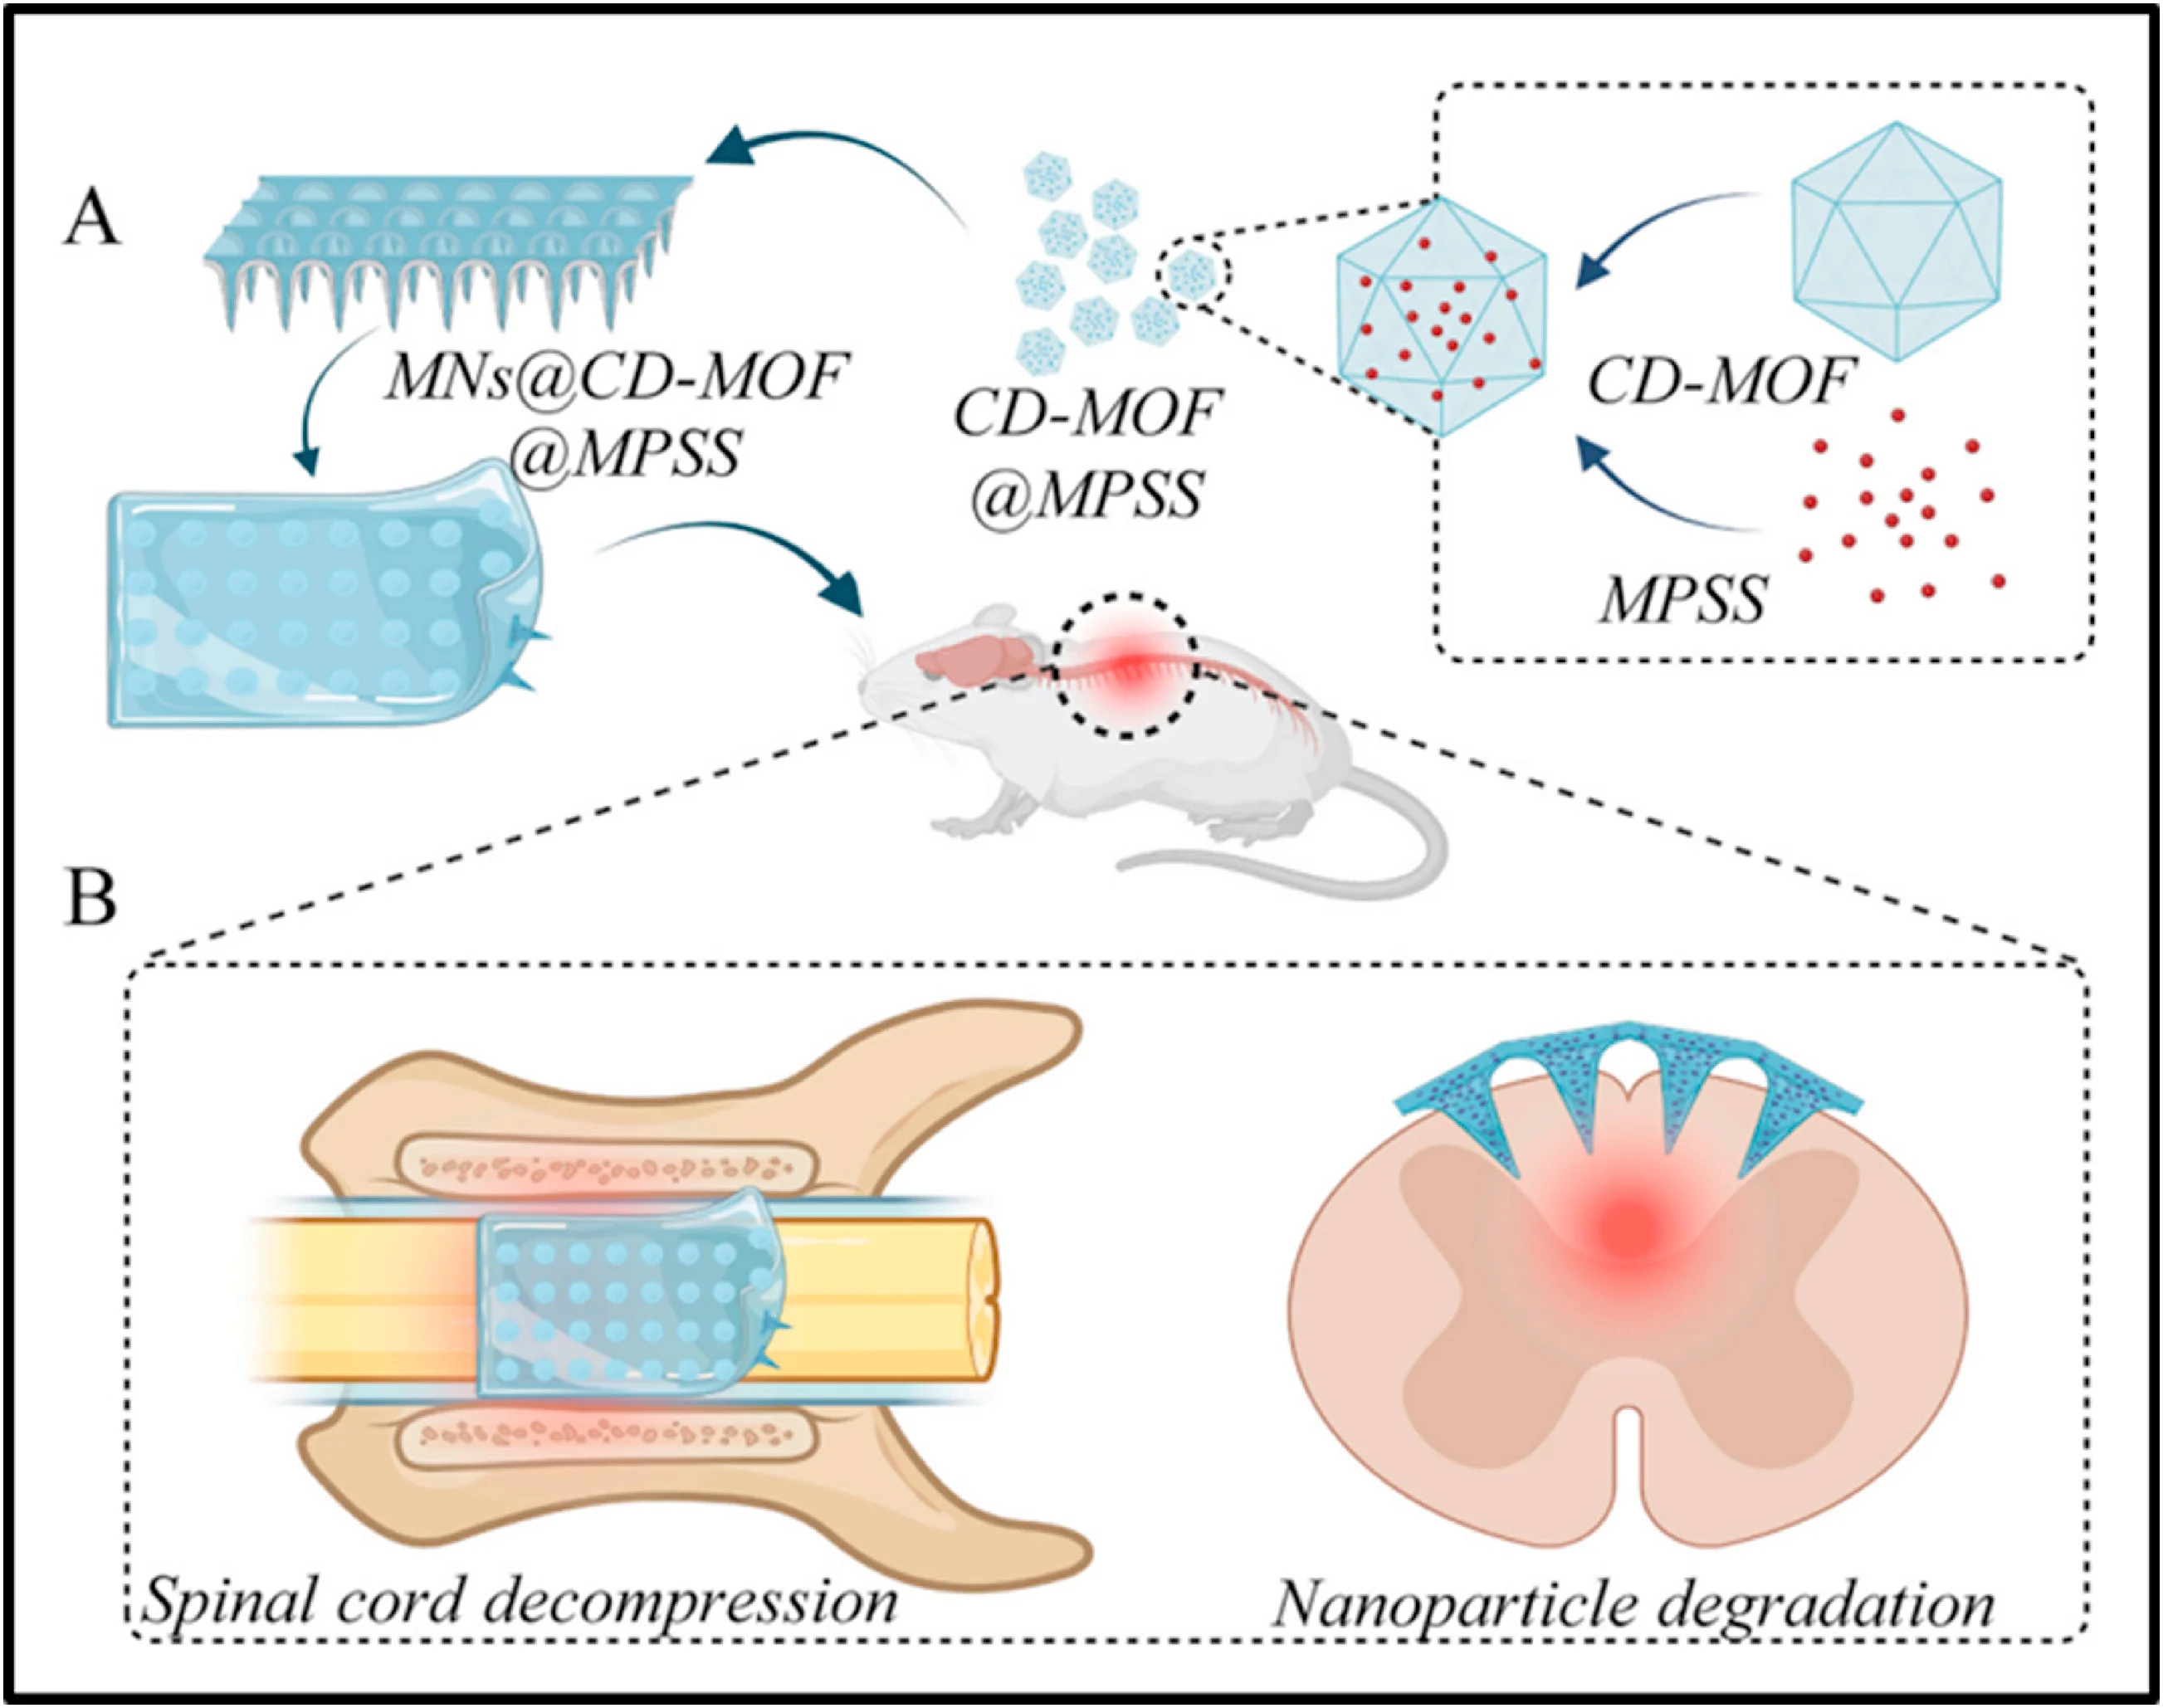 A
MNs@CD-MOF
@MPSS
CD-MOF
@MPSS
CD-MOF
MPSS
B
Spinal cord decompression
Nanoparticle degradation